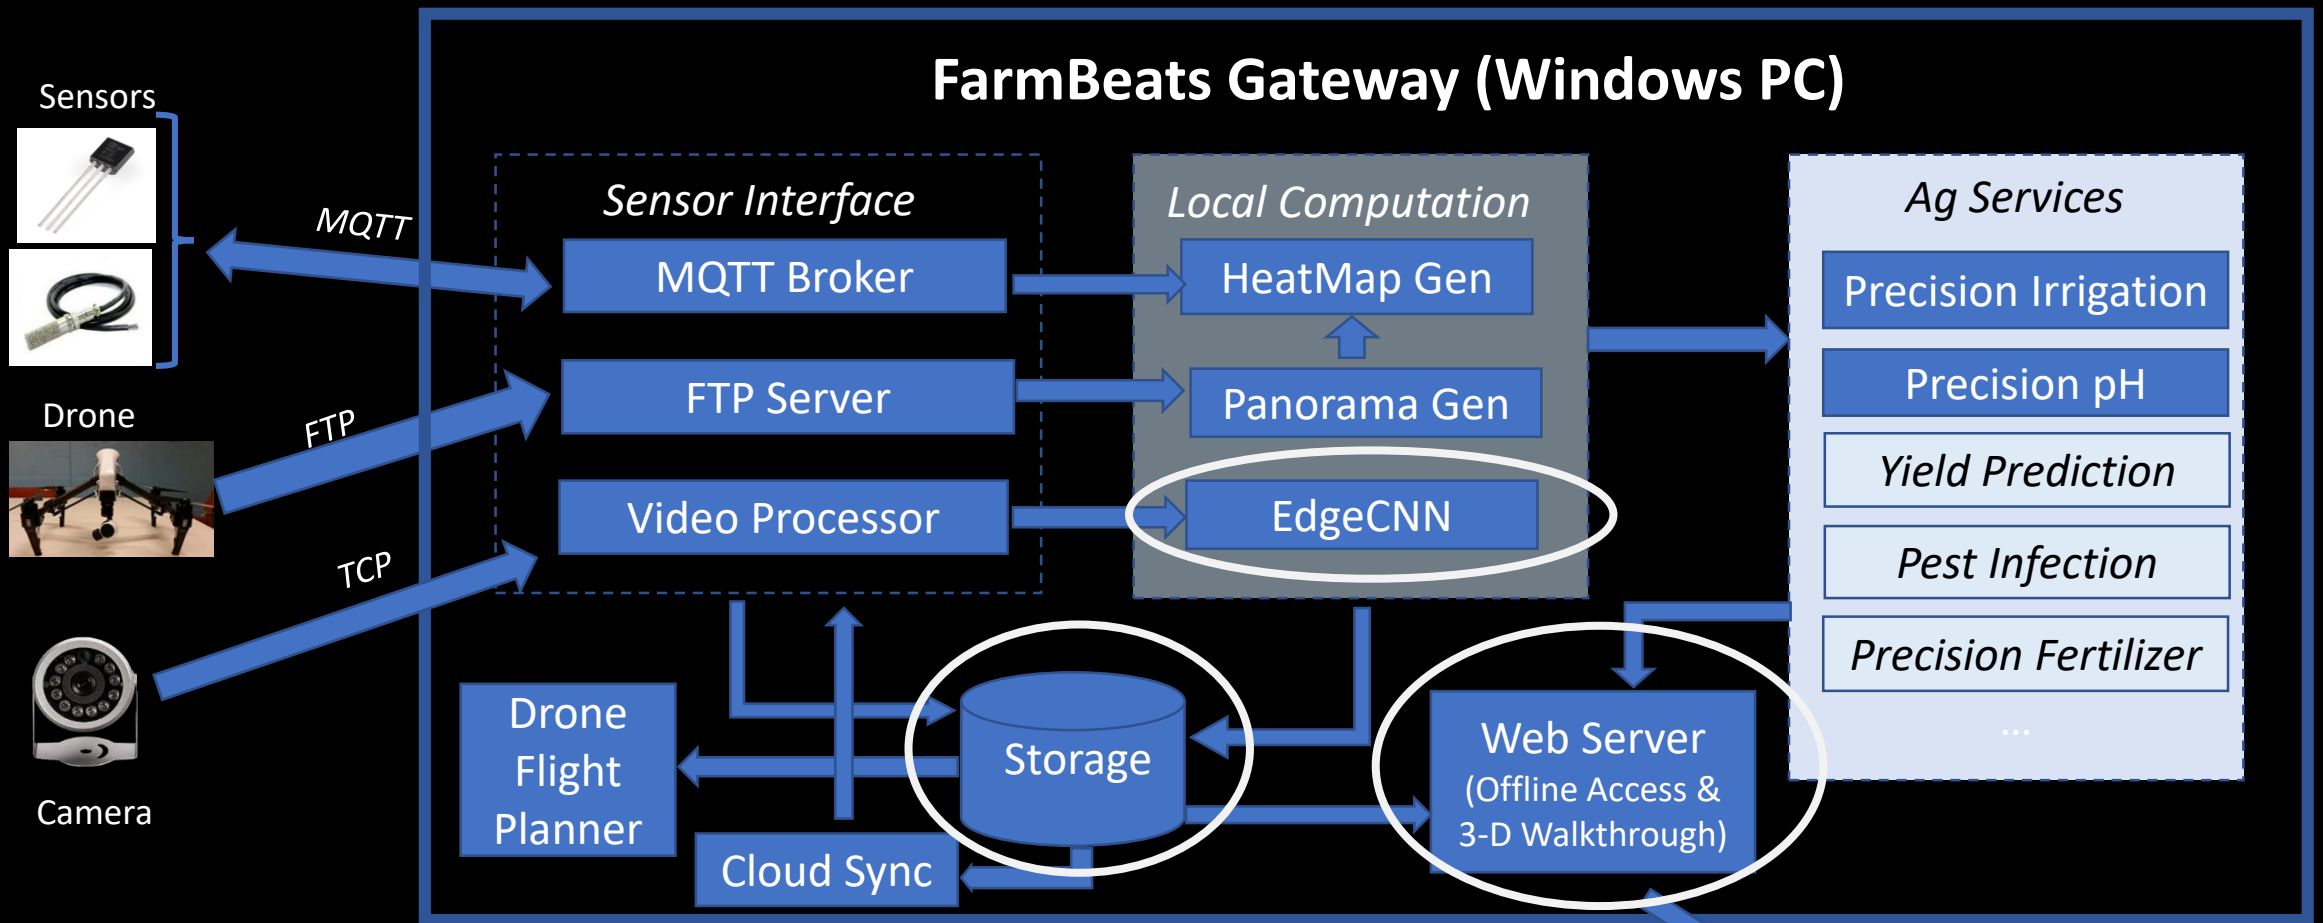 FarmBeats Gateway (Windows PC)
Sensors
MQTT
Drone
FTP
TCP
Camera
Sensor Interface
MQTT Broker
FTP Server
Video Processor
Local Computation
HeatMap Gen
Panorama Gen
EdgeCNN
Ag Services
Precision Irrigation
Precision pH
Yield Prediction
Pest Infection
Precision Fertilizer
...
Drone
Flight
Planner
Cloud Sync
Storage
Web Server
(Offline Access &
3-D Walkthrough)